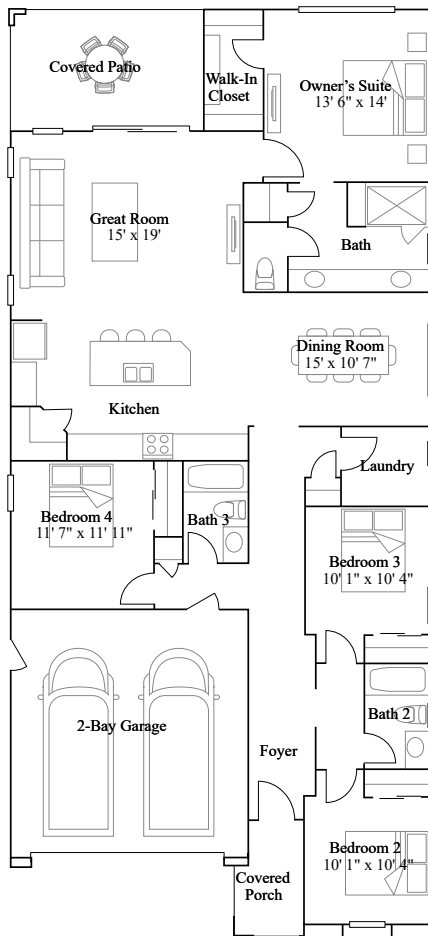 Covered Patio
Walk-In
Closet
Owner's Suite
13' 6" x 14'
Great Room
15' x 19'
Bath
Dining Room
15' x 10' 7"
Kitchen
Laundry
Bedroom 4
11' 7" x 11' 11"
Bath 3
Bedroom 3
10' 1" x 10' 4"
Bath 2
2-Bay Garage
Foyer
Bedroom 2
10' 1" x 10' 4"
Covered
Porch